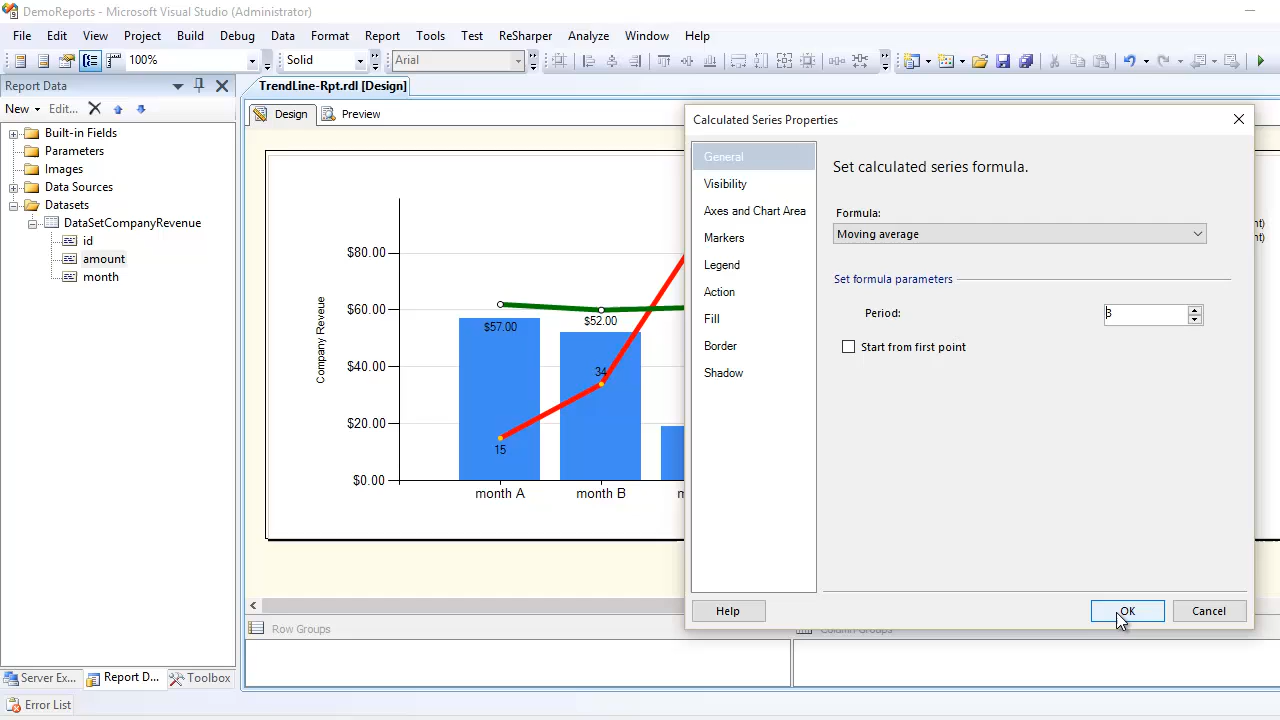 DemoReports - Microsoft Visual Studio (Administrator)
File Edit View Project Build Debug Data Format Report Tools Test ReSharper Analyze Window Help
100% Solid Arial
Report Data
TrendLine-Rpt.rdl [Design]
New Edit...
Design Preview
Built-in Fields
Parameters
Images
Data Sources
Datasets
DataSetCompanyRevenue
id
amount
month
Company Reveue
$80.00
$60.00
$40.00
$20.00
$0.00
$57.00
$52.00
34
15
month A month B
Calculated Series Properties
General
Visibility
Axes and Chart Area
Markers
Legend
Action
Fill
Border
Shadow
Set calculated series formula.
Formula:
Moving average
Set formula parameters
Period: 3
Start from first point
Help OK Cancel
Row Groups
Column Groups
Server Ex... Report D... Toolbox
Error List